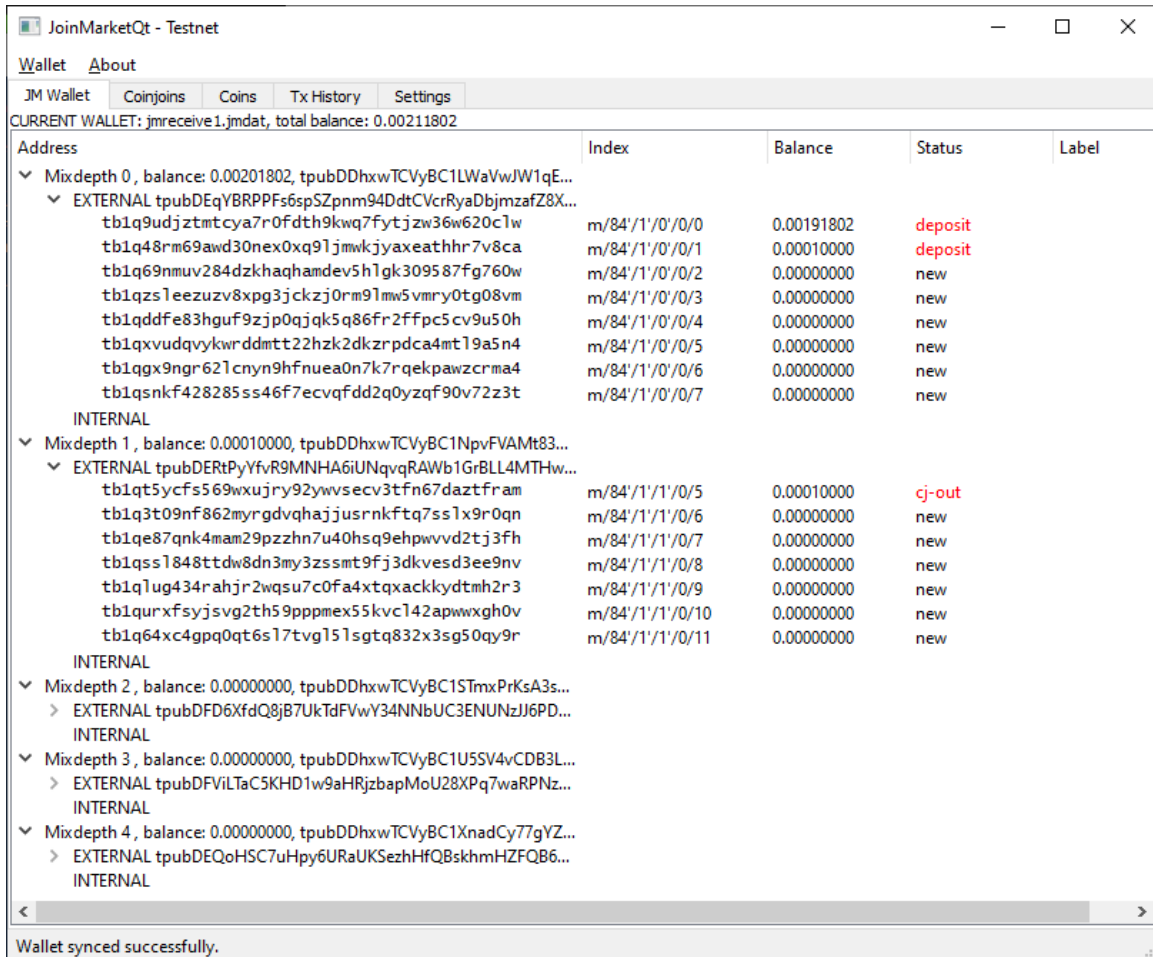 JoinMarketQt - Testnet
Wallet About
JM Wallet Coinjoins Coins Tx History Settings
CURRENT WALLET: jmreceive1.jmdat, total balance: 0.00211802
Address Index Balance Status Label
Mixdepth 0 , balance: 0.00201802, tpubDDhxwTCVyBC1LWaVwJW1qE...
EXTERNAL tpubDEqYBRPPFs6spSZpnm94DdtCVcrRyaDbjmzafZ8X...
tb1q9udjztmtcya7r0fdth9kwq7fytjzw36w620clw m/84'/1'/0'/0/0 0.00191802 deposit
tb1q48rm69awd30nex0xq9ljmwkjyaxeathhr7v8ca m/84'/1'/0'/0/1 0.00010000 deposit
tb1q69nmuv284dzkhaqhamdev5hlgk309587fg760w m/84'/1'/0'/0/2 0.00000000 new
tb1qzsleezuzv8xpg3jckzj0rm9lmw5vmry0tg08vm m/84'/1'/0'/0/3 0.00000000 new
tb1qddfe83hguf9zjp0qjqk5q86fr2ffpc5cv9u50h m/84'/1'/0'/0/4 0.00000000 new
tb1qxvudqvykwrddmtt22hzk2dkzrpdca4mtl9a5n4 m/84'/1'/0'/0/5 0.00000000 new
tb1qgx9ngr62lcnyn9hfnuea0n7k7rqekpawzcrma4 m/84'/1'/0'/0/6 0.00000000 new
tb1qsnkf428285ss46f7ecvqfdd2q0yzqf90v72z3t m/84'/1'/0'/0/7 0.00000000 new
INTERNAL
Mixdepth 1 , balance: 0.00010000, tpubDDhxwTCVyBC1NpvFVAMt83...
EXTERNAL tpubDERtPyYfvR9MNHA6iUNqvqRAWb1GrBLL4MTHw...
tb1qt5ycfs569wxujry92ywvsecv3tfn67daztfram m/84'/1'/1'/0/5 0.00010000 cj-out
tb1q3t09nf862myrgdvqhajjusrnkftq7sslx9r0qn m/84'/1'/1'/0/6 0.00000000 new
tb1qe87qnk4mam29pzzhn7u40hsq9ehpwvvd2tj3fh m/84'/1'/1'/0/7 0.00000000 new
tb1qssl848ttdw8dn3my3zssmt9fj3dkvesd3ee9nv m/84'/1'/1'/0/8 0.00000000 new
tb1qlug434rahjr2wqsu7c0fa4xtqxackkydtmh2r3 m/84'/1'/1'/0/9 0.00000000 new
tb1qurxfsyjsvg2th59pppmex55kvcl42apwwxgh0v m/84'/1'/1'/0/10 0.00000000 new
tb1q64xc4gpq0qt6sl7tvgl5lsgtq832x3sg50qy9r m/84'/1'/1'/0/11 0.00000000 new
INTERNAL
Mixdepth 2 , balance: 0.00000000, tpubDDhxwTCVyBC1STmxPrKsA3s...
EXTERNAL tpubDFD6XfdQ8jB7UkTdFVwY34NNbUC3ENUNzJJ6PD...
INTERNAL
Mixdepth 3 , balance: 0.00000000, tpubDDhxwTCVyBC1U5SV4vCDB3L...
EXTERNAL tpubDFViLTaC5KHD1w9aHRjzbapMoU28XPq7waRPNz...
INTERNAL
Mixdepth 4 , balance: 0.00000000, tpubDDhxwTCVyBC1XnadCy77gYZ...
EXTERNAL tpubDEQoHSC7uHpy6URaUKSezhHfQBskhmHZFQB6...
INTERNAL
Wallet synced successfully.